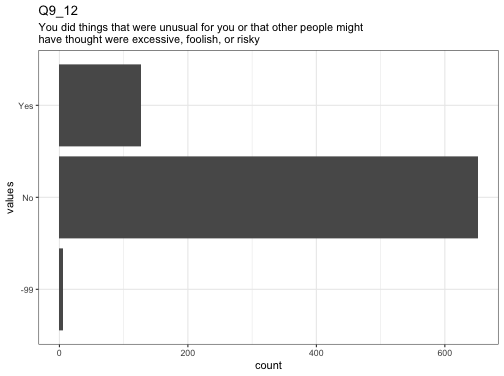 Q9_12
You did things that were unusual for you or that other people might
have thought were excessive, foolish, or risky
Yes
No
-99
values
0
200
400
600
count